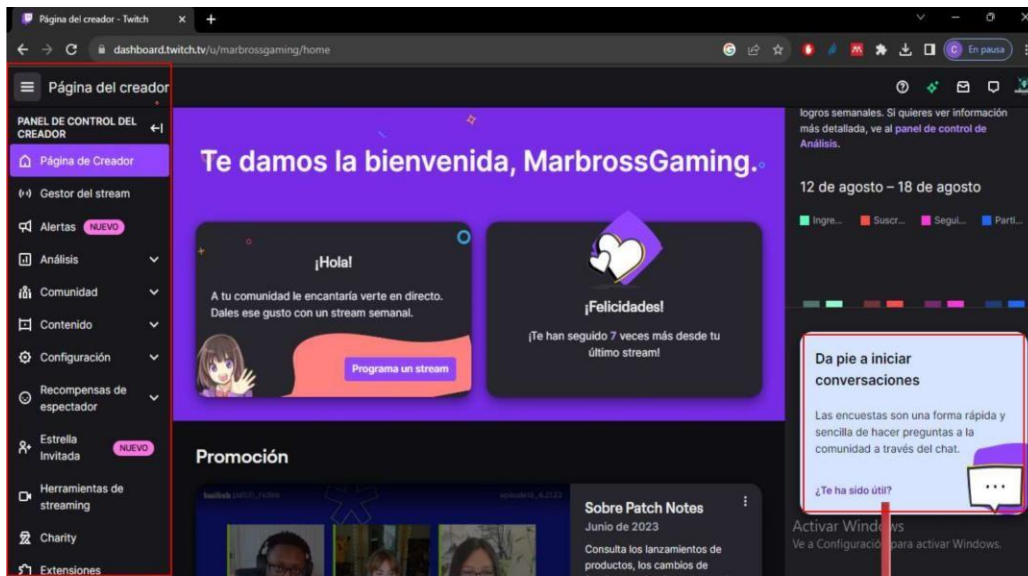 Página del creador - Twitch
dashboard.twitch.tv/u/marbrossgaming/home
C
En pausa
Página del creador
PANEL DE CONTROL DEL
CREADOR
Página de Creador
Gestor del stream
Alertas NUEVO
Análisis
Comunidad
Contenido
Configuración
Recompensas de
espectador
Estrella
Invitada NUEVO
Herramientas de
streaming
Charity
Extensiones
Te damos la bienvenida, MarbrossGaming.
¡Hola!
A tu comunidad le encantaría verte en directo.
Dales ese gusto con un stream semanal.
Programa un stream
¡Felicidades!
¡Te han seguido 7 veces más desde tu
último stream!
Promoción
Sobre Patch Notes
Junio de 2023
Consulta los lanzamientos de
productos, los cambios de
logros semanales. Si quieres ver información
más detallada, ve al panel de control de
Análisis.
12 de agosto – 18 de agosto
Ingre... Suscr... Segui... Parti...
Da pie a iniciar
conversaciones
Las encuestas son una forma rápida y
sencilla de hacer preguntas a la
comunidad a través del chat.
¿Te ha sido útil?
Activar Windows
Ve a Configuración para activar Windows.